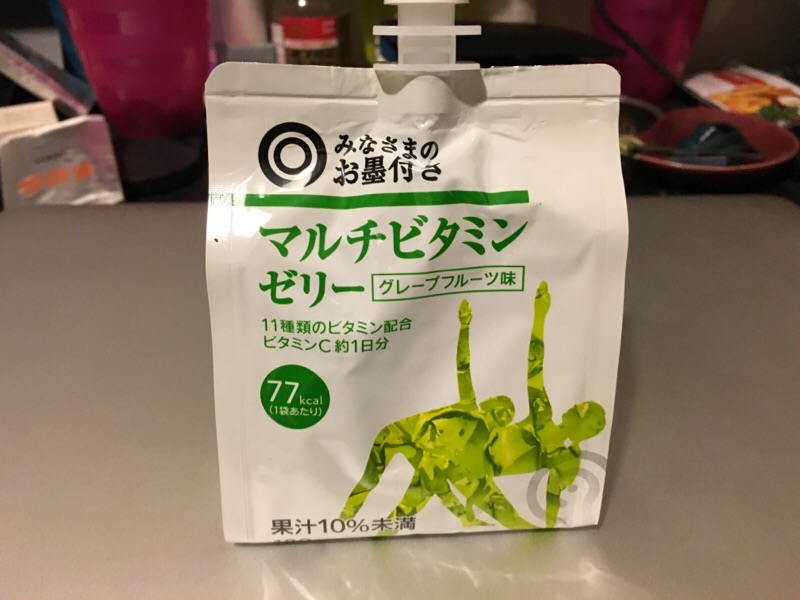 みなさまの
お墨付き
マルチビタミン
ゼリー
グレープフルーツ味
11種類のビタミン配合
ビタミンC 約1日分
77kcal
(1袋あたり)
果汁10%未満